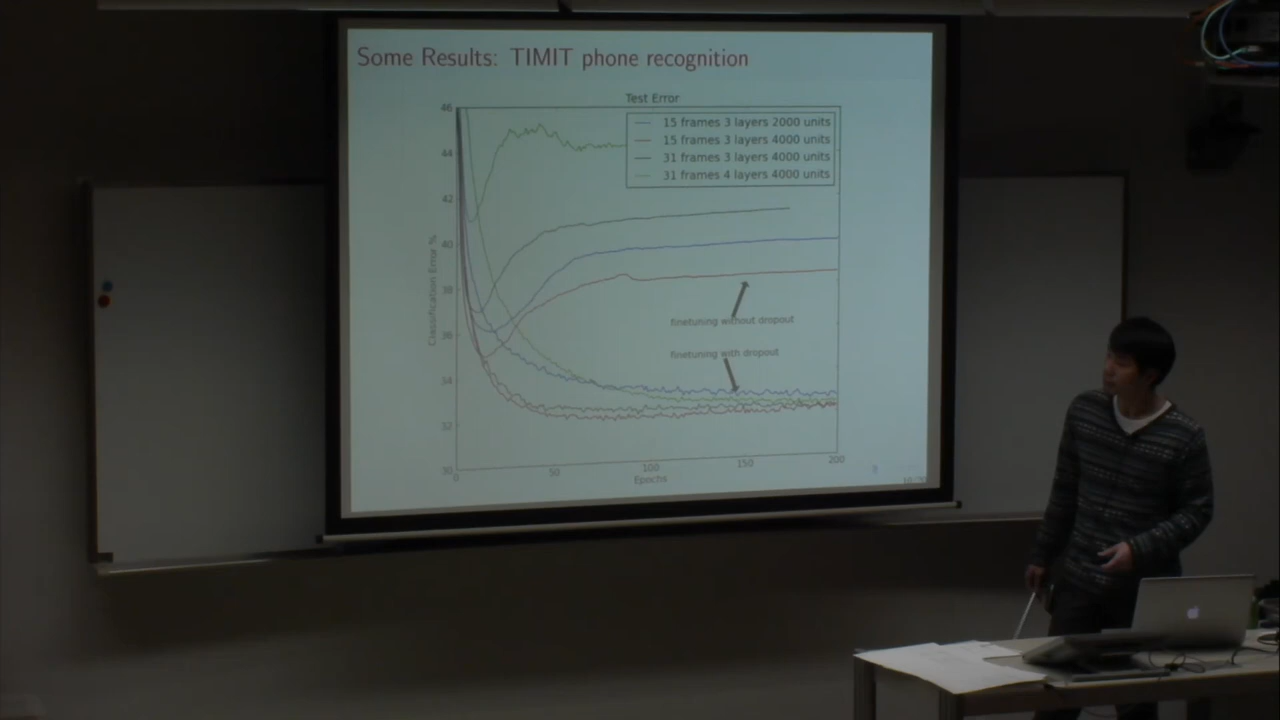 Some Results: TIMIT phone recognition
Test Error
46
15 frames 3 layers 2000 units
15 frames 3 layers 4000 units
31 frames 3 layers 4000 units
31 frames 4 layers 4000 units
44
42
40
Classification Error %
38
finetuning without dropout
36
finetuning with dropout
34
32
30
0
50
100
150
200
Epochs